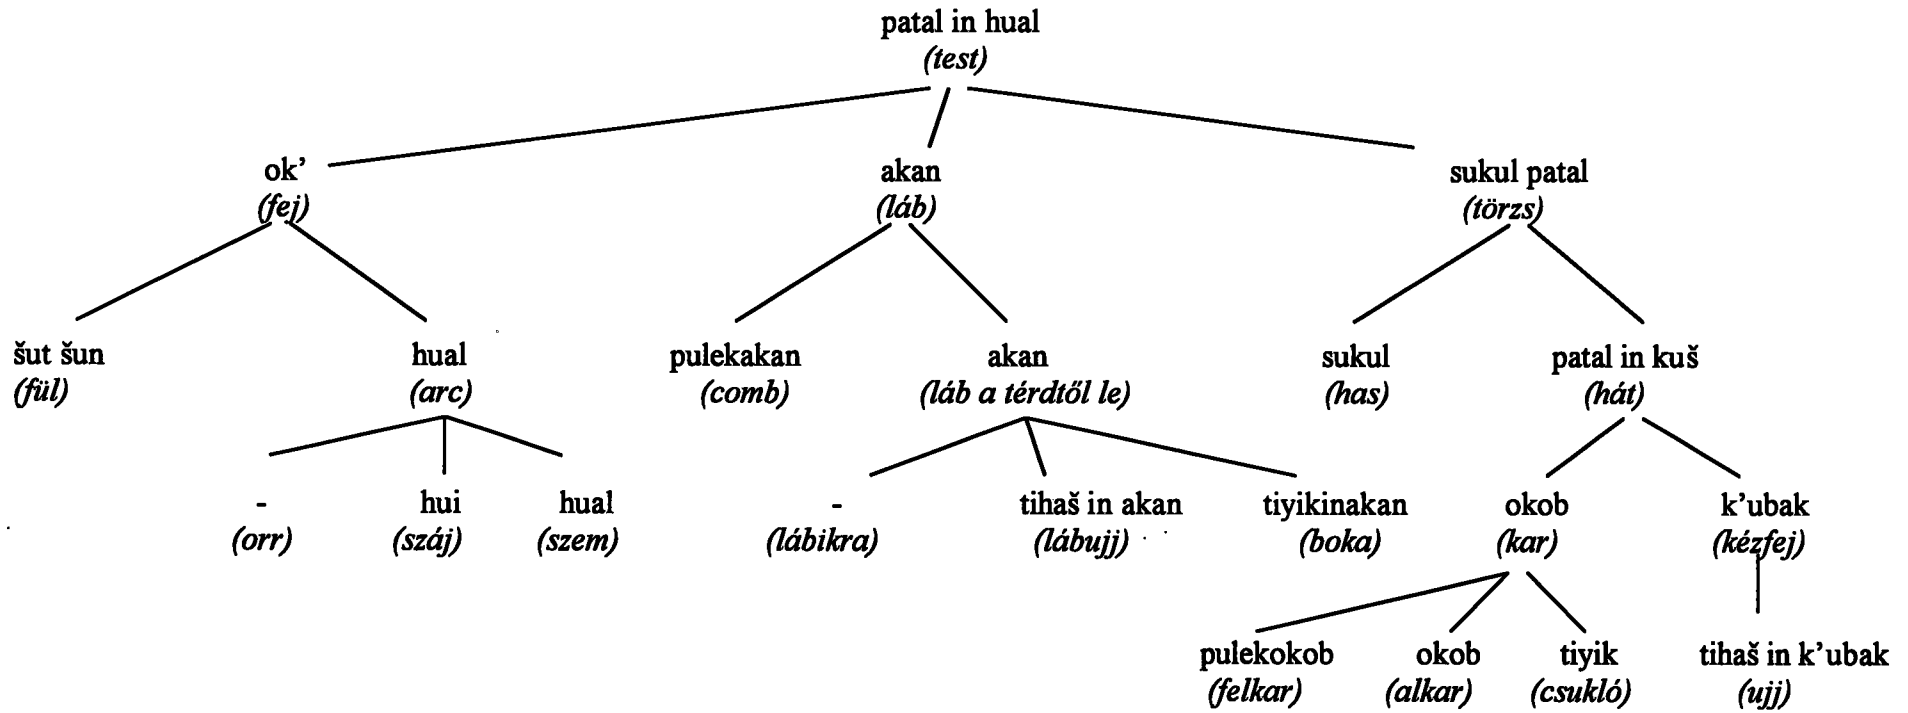 patal in hual
(test)
ok’ akan sukul patal
(fej) (láb) (törzs)
šut šun hual pulekakan akan sukul patal in kuš
(fül) (arc) (comb) (láb a térdtől le) (has) (hát)
- hui hual - tihaš in akan tiyikinakan okob k’ubak
(orr) (száj) (szem) (lábikra) (lábujj) (boka) (kar) (kézfej)
pulekokob okob tiyik tihaš in k’ubak
(felkar) (alkar) (csukló) (ujj)